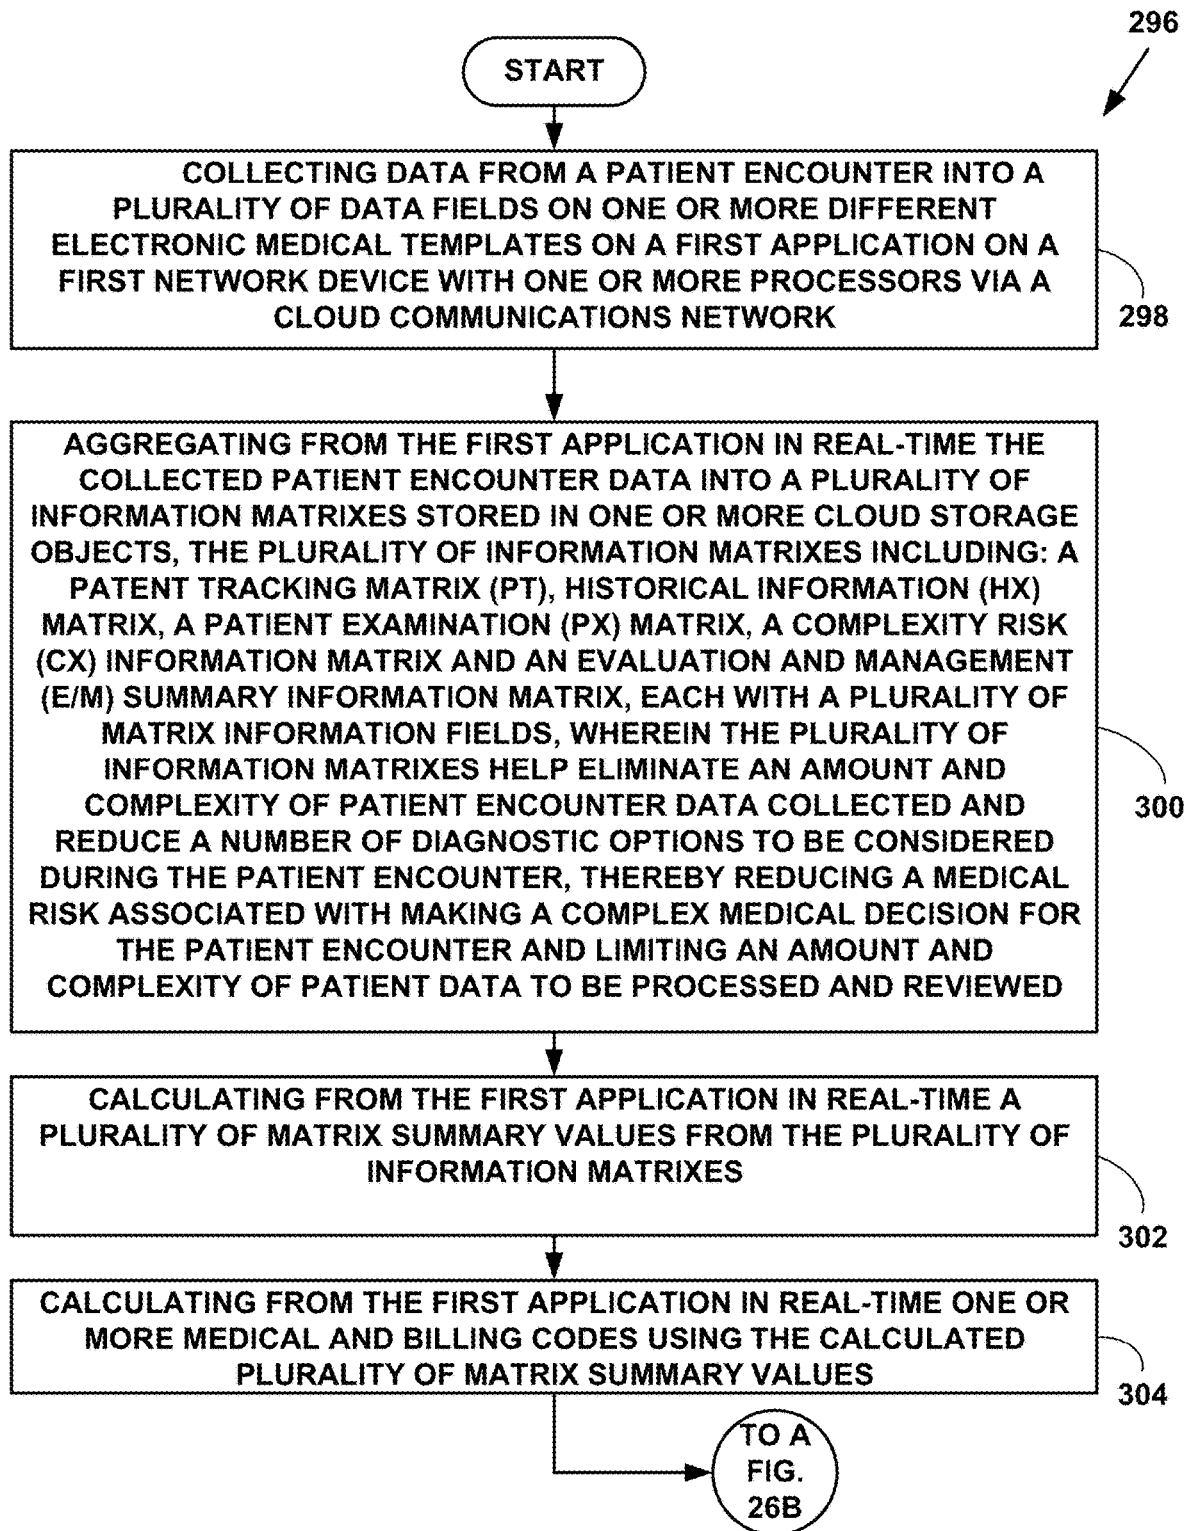 296
START
COLLECTING DATA FROM A PATIENT ENCOUNTER INTO A
PLURALITY OF DATA FIELDS ON ONE OR MORE DIFFERENT
ELECTRONIC MEDICAL TEMPLATES ON A FIRST APPLICATION ON A
FIRST NETWORK DEVICE WITH ONE OR MORE PROCESSORS VIA A
CLOUD COMMUNICATIONS NETWORK
298
AGGREGATING FROM THE FIRST APPLICATION IN REAL-TIME THE
COLLECTED PATIENT ENCOUNTER DATA INTO A PLURALITY OF
INFORMATION MATRIXES STORED IN ONE OR MORE CLOUD STORAGE
OBJECTS, THE PLURALITY OF INFORMATION MATRIXES INCLUDING: A
PATENT TRACKING MATRIX (PT), HISTORICAL INFORMATION (HX)
MATRIX, A PATIENT EXAMINATION (PX) MATRIX, A COMPLEXITY RISK
(CX) INFORMATION MATRIX AND AN EVALUATION AND MANAGEMENT
(E/M) SUMMARY INFORMATION MATRIX, EACH WITH A PLURALITY OF
MATRIX INFORMATION FIELDS, WHEREIN THE PLURALITY OF
INFORMATION MATRIXES HELP ELIMINATE AN AMOUNT AND
COMPLEXITY OF PATIENT ENCOUNTER DATA COLLECTED AND
REDUCE A NUMBER OF DIAGNOSTIC OPTIONS TO BE CONSIDERED
DURING THE PATIENT ENCOUNTER, THEREBY REDUCING A MEDICAL
RISK ASSOCIATED WITH MAKING A COMPLEX MEDICAL DECISION FOR
THE PATIENT ENCOUNTER AND LIMITING AN AMOUNT AND
COMPLEXITY OF PATIENT DATA TO BE PROCESSED AND REVIEWED
300
CALCULATING FROM THE FIRST APPLICATION IN REAL-TIME A
PLURALITY OF MATRIX SUMMARY VALUES FROM THE PLURALITY OF
INFORMATION MATRIXES
302
CALCULATING FROM THE FIRST APPLICATION IN REAL-TIME ONE OR
MORE MEDICAL AND BILLING CODES USING THE CALCULATED
PLURALITY OF MATRIX SUMMARY VALUES
304
TO A
FIG.
26B